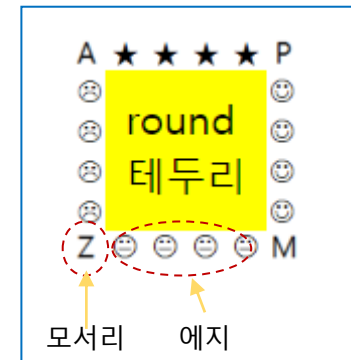 A ★ ★ ★ ★ P
☹ ☺
☹ round ☺
☹ 테두리 ☺
☹ ☺
Z 😐 😐 😐 😐 M
모서리 에지